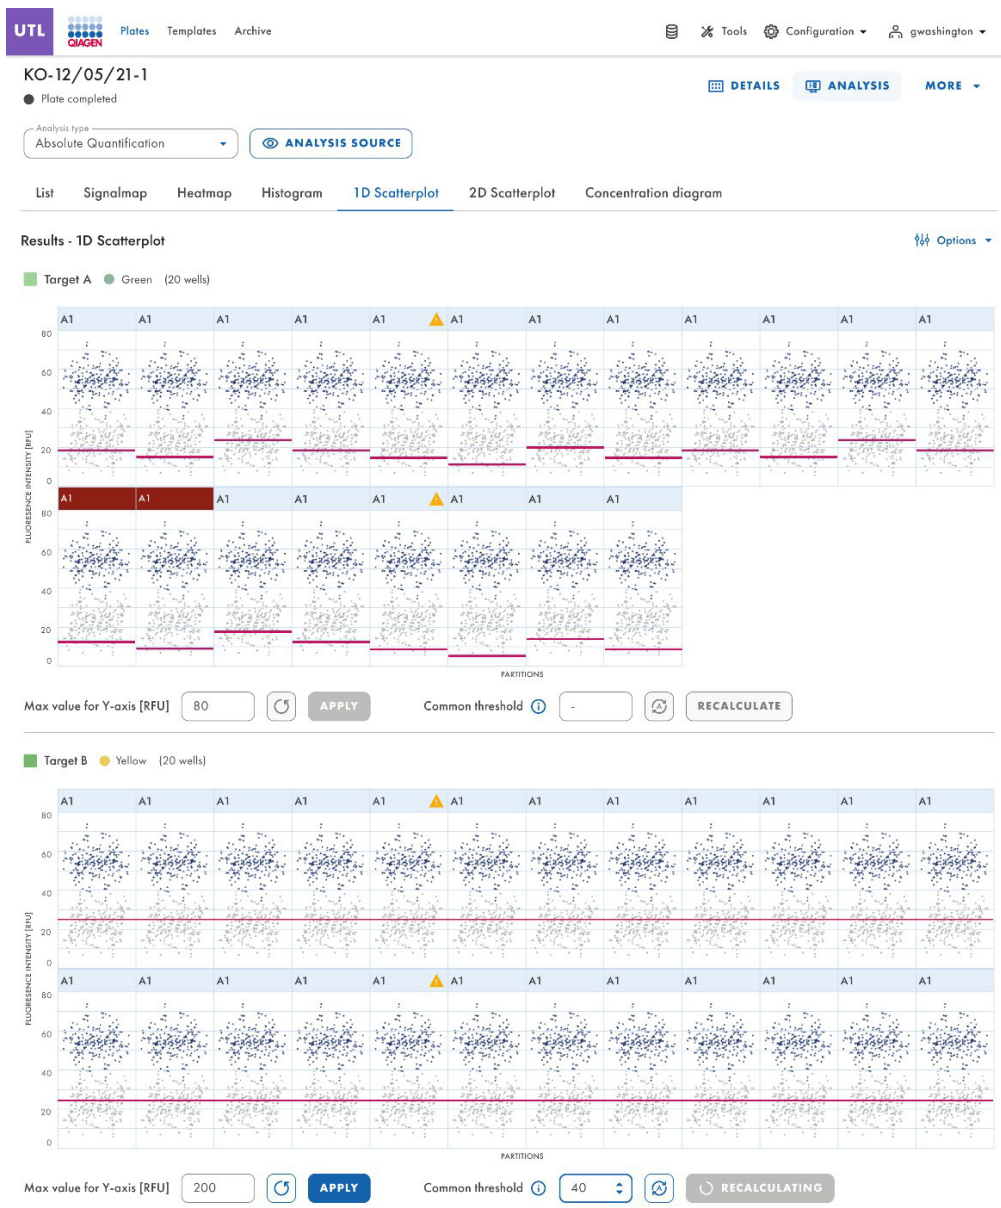 UTL QIAGEN Plates Templates Archive Tools Configuration gwashington
KO-12/05/21-1
Plate completed
DETAILS ANALYSIS MORE
Analysis type
Absolute Quantification
ANALYSIS SOURCE
List Signalmap Heatmap Histogram 1D Scatterplot 2D Scatterplot Concentration diagram
Results - 1D Scatterplot
Options
Target A Green (20 wells)
A1 A1 A1 A1 A1 A1 A1 A1 A1 A1 A1 A1
80
60
40
20
0
FLUORESENCE INTENSITY [RFU]
A1 A1 A1 A1 A1 A1 A1 A1
80
60
40
20
0
PARTITIONS
Max value for Y-axis [RFU] 80 APPLY Common threshold - RECALCULATE
Target B Yellow (20 wells)
A1 A1 A1 A1 A1 A1 A1 A1 A1 A1 A1 A1
80
60
40
20
0
FLUORESENCE INTENSITY [RFU]
A1 A1 A1 A1 A1 A1 A1 A1 A1 A1 A1 A1
80
60
40
20
0
PARTITIONS
Max value for Y-axis [RFU] 200 APPLY Common threshold 40 RECALCULATING